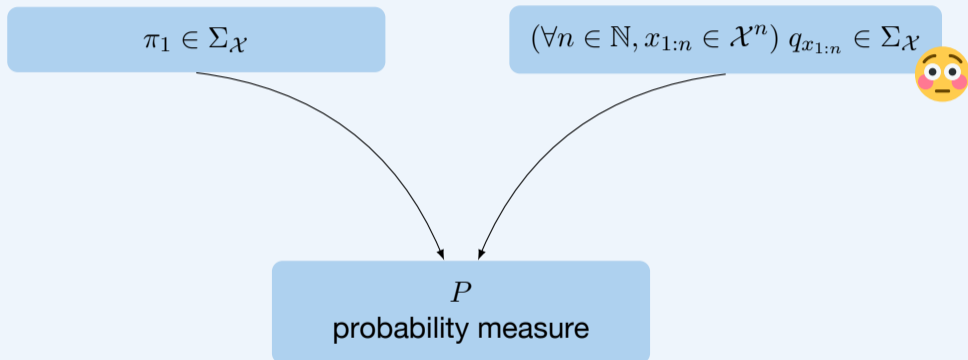 π₁ ∈ Σ_𝒳
(∀n ∈ ℕ, x_{1:n} ∈ 𝒳ⁿ) q_{x_{1:n}} ∈ Σ_𝒳
P
probability measure